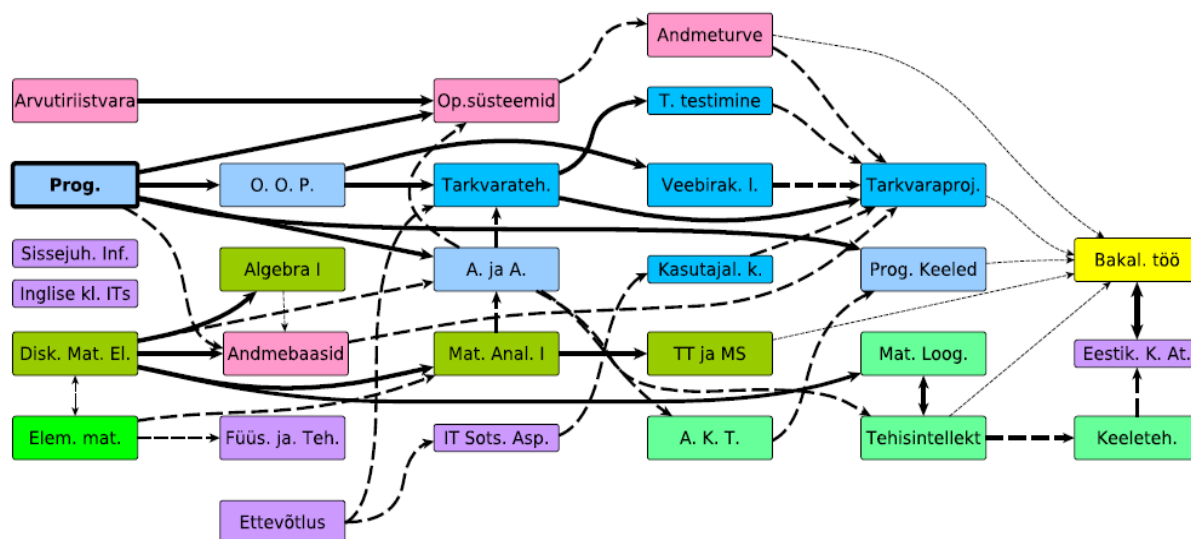 Andmeturve
Arvutiriistvara
Op.süsteemid
T. testimine
Prog.
O. O. P.
Tarkvarateh.
Veebirak. l.
Tarkvaraproj.
Sissejuh. Inf.
Algebra I
A. ja A.
Kasutajal. k.
Prog. Keeled
Bakal. töö
Inglise kl. ITs
Disk. Mat. El.
Andmebaasid
Mat. Anal. I
TT ja MS
Mat. Loog.
Eestik. K. At.
Elem. mat.
Füüs. ja. Teh.
IT Sots. Asp.
A. K. T.
Tehisintellekt
Keeleteh.
Ettevõtlus